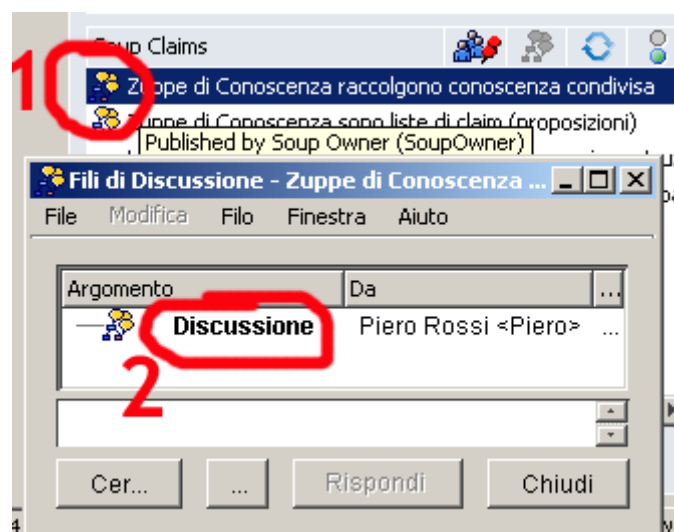 1
Soup Claims
Zuppe di Conoscenza raccolgono conoscenza condivisa
Zuppe di Conoscenza sono liste di claim (proposizioni)
Published by Soup Owner (SoupOwner)
Fili di Discussione - Zuppe di Conoscenza ...
File Modifica Filo Finestra Aiuto
Argomento Da ...
Discussione Piero Rossi <Piero> ...
2
Cer... ... Rispondi Chiudi
4